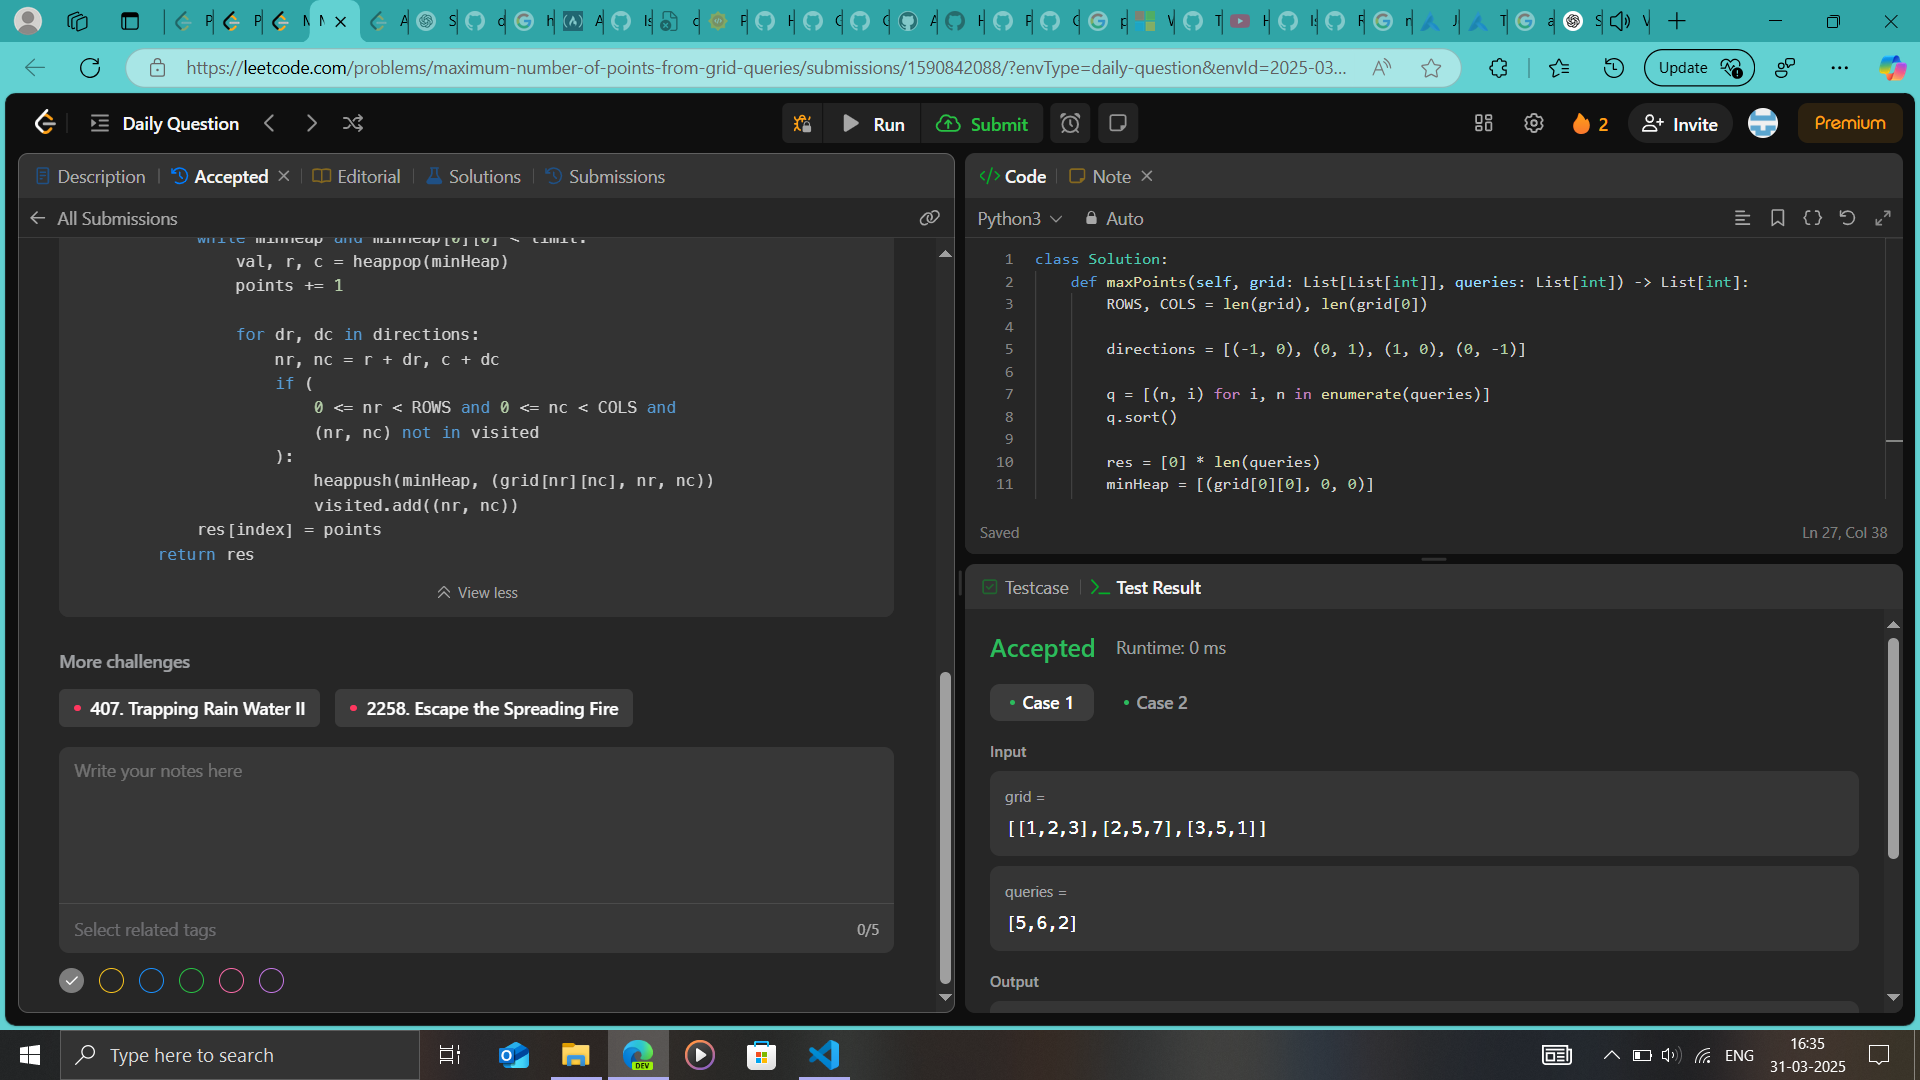 https://leetcode.com/problems/maximum-number-of-points-from-grid-queries/submissions/1590842088/?envType=daily-question&envId=2025-03...
Update
Daily Question
Run
Submit
2
Invite
Premium
Description
Accepted
Editorial
Solutions
Submissions
All Submissions
while minHeap and minHeap[0][0] < limit:
val, r, c = heappop(minHeap)
points += 1
for dr, dc in directions:
nr, nc = r + dr, c + dc
if (
0 <= nr < ROWS and 0 <= nc < COLS and
(nr, nc) not in visited
):
heappush(minHeap, (grid[nr][nc], nr, nc))
visited.add((nr, nc))
res[index] = points
return res
View less
More challenges
407. Trapping Rain Water II
2258. Escape the Spreading Fire
Write your notes here
Select related tags
0/5
Code
Note
Python3
Auto
1 class Solution:
2 def maxPoints(self, grid: List[List[int]], queries: List[int]) -> List[int]:
3 ROWS, COLS = len(grid), len(grid[0])
4
5 directions = [(-1, 0), (0, 1), (1, 0), (0, -1)]
6
7 q = [(n, i) for i, n in enumerate(queries)]
8 q.sort()
9
10 res = [0] * len(queries)
11 minHeap = [(grid[0][0], 0, 0)]
Saved
Ln 27, Col 38
Testcase
Test Result
Accepted
Runtime: 0 ms
Case 1
Case 2
Input
grid =
[[1,2,3],[2,5,7],[3,5,1]]
queries =
[5,6,2]
Output
Type here to search
DEV
ENG
16:35
31-03-2025